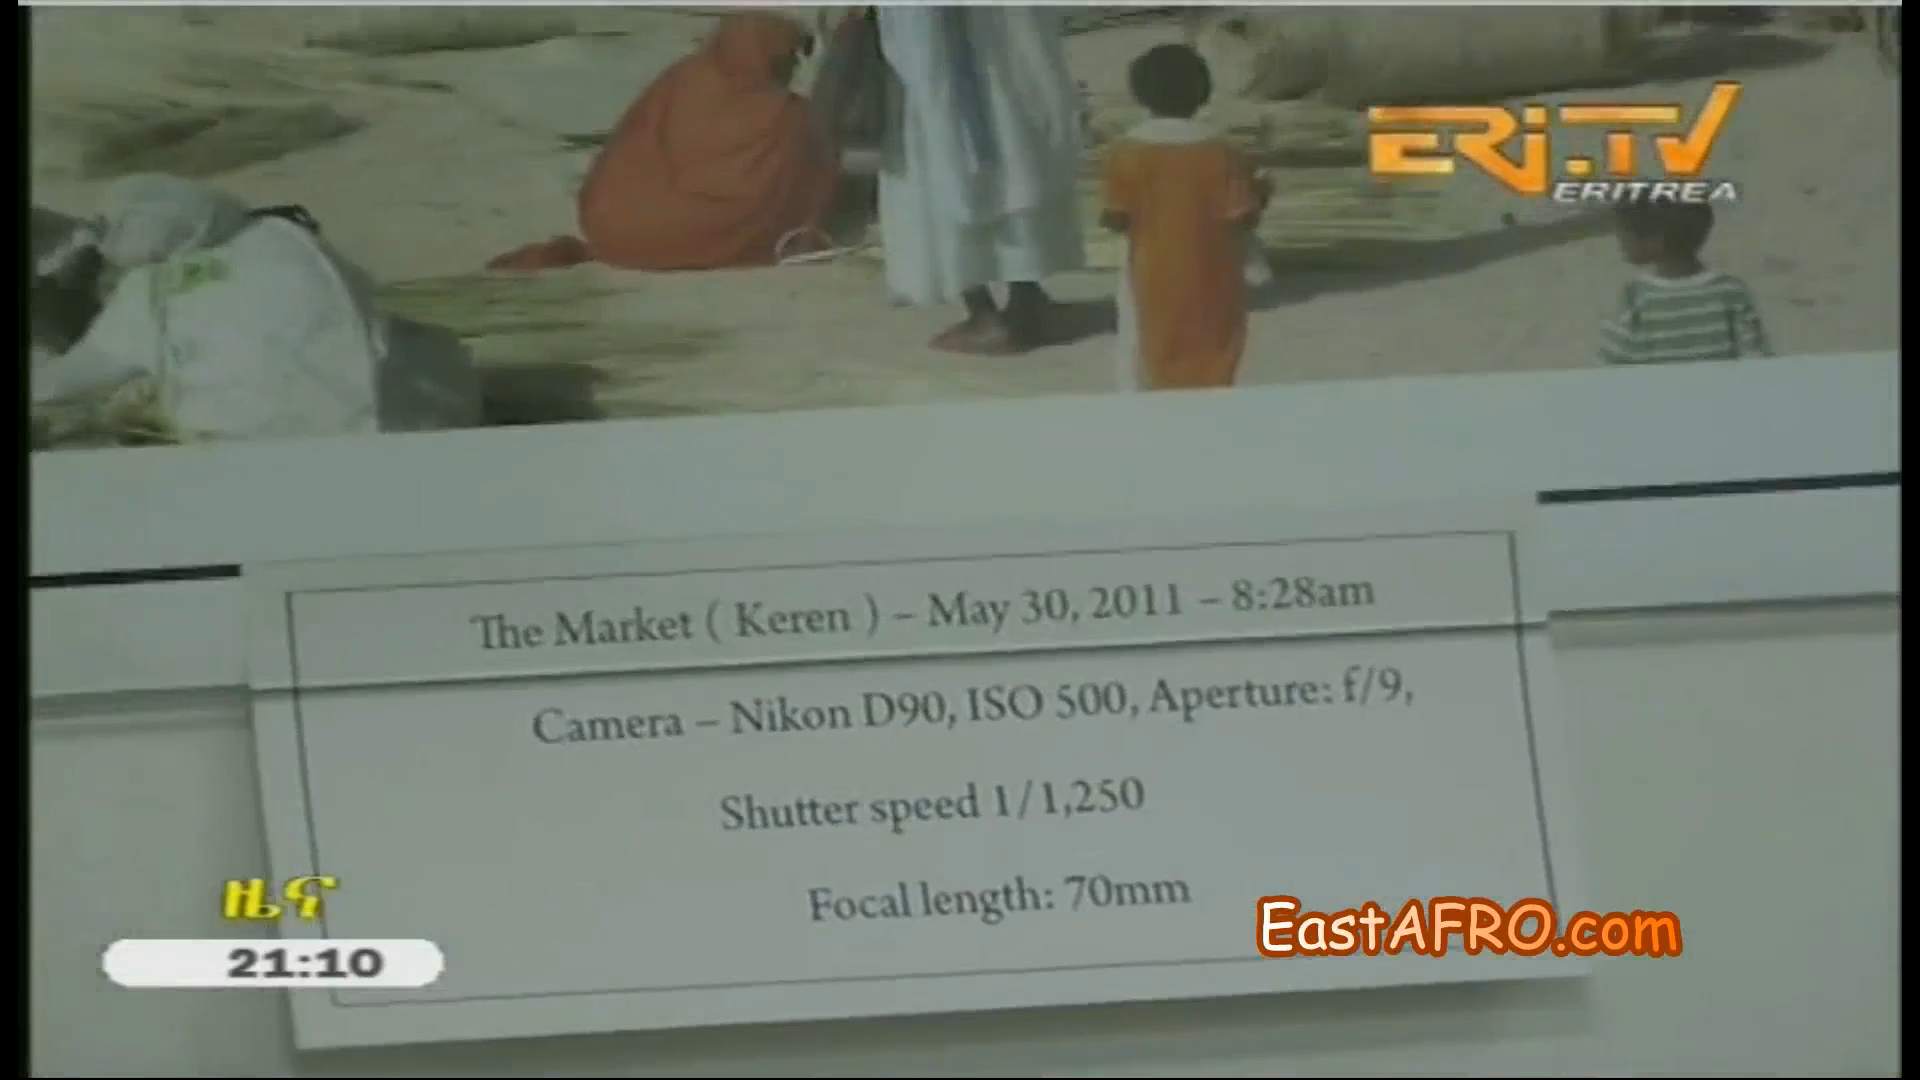 ERi.TV
ERITREA
The Market ( Keren ) – May 30, 2011 – 8:28am
Camera – Nikon D90, ISO 500, Aperture: f/9,
Shutter speed 1/1,250
Focal length: 70mm
ዜና
21:10
EastAFRO.com